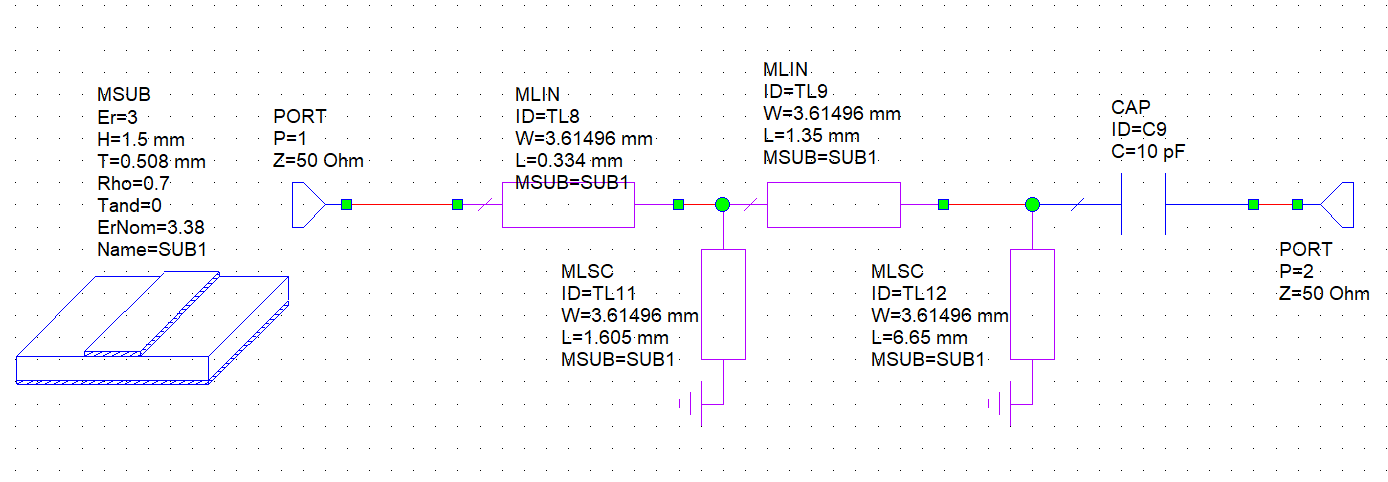 MSUB
Er=3
H=1.5 mm
T=0.508 mm
Rho=0.7
Tand=0
ErNom=3.38
Name=SUB1
PORT
P=1
Z=50 Ohm
MLIN
ID=TL8
W=3.61496 mm
L=0.334 mm
MSUB=SUB1
MLIN
ID=TL9
W=3.61496 mm
L=1.35 mm
MSUB=SUB1
CAP
ID=C9
C=10 pF
MLSC
ID=TL11
W=3.61496 mm
L=1.605 mm
MSUB=SUB1
MLSC
ID=TL12
W=3.61496 mm
L=6.65 mm
MSUB=SUB1
PORT
P=2
Z=50 Ohm